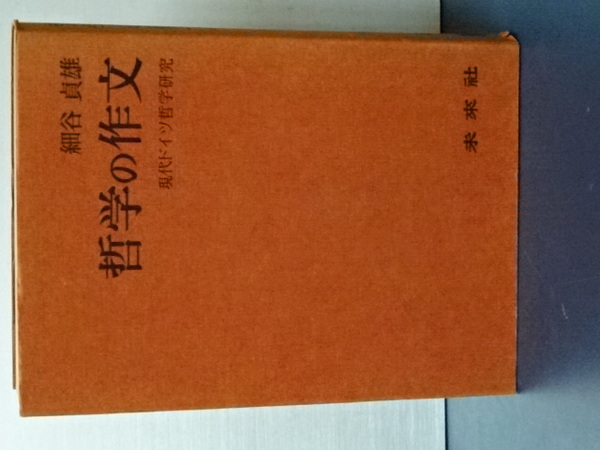 細谷 貞雄
哲学の作文
現代ドイツ哲学研究
未來社